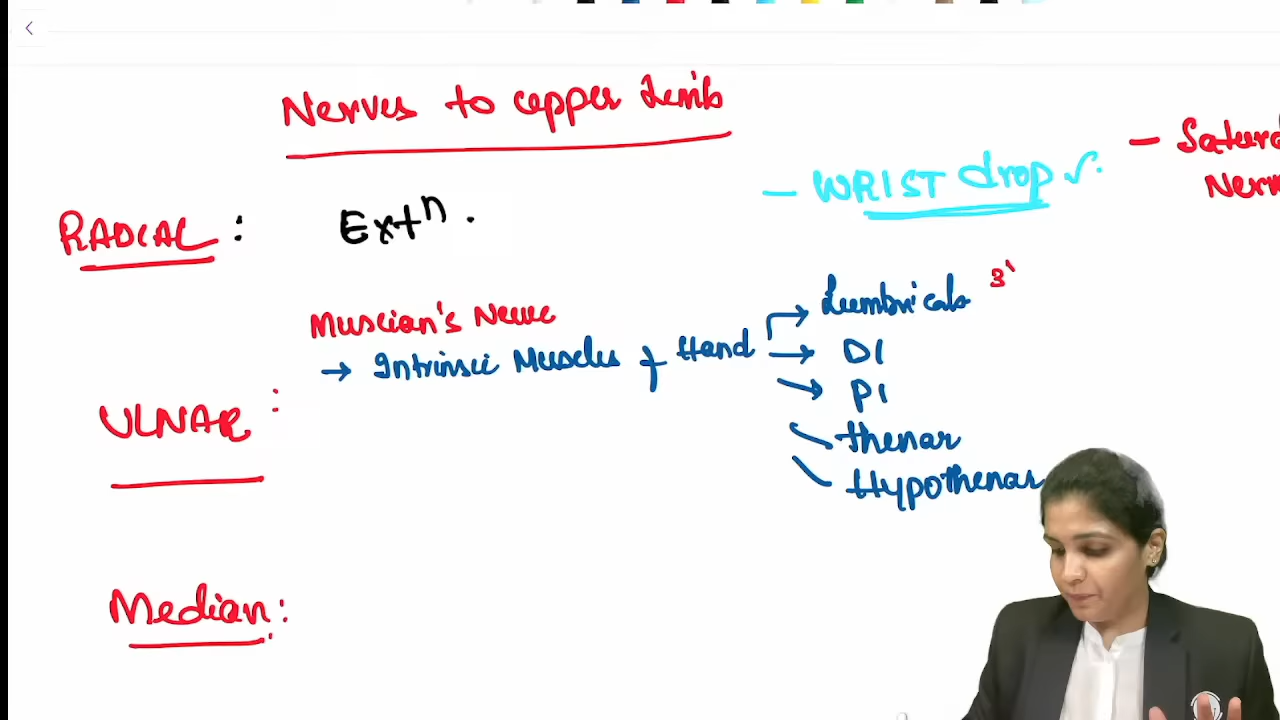 Nerves to upper Limb
- Saturd
Nerv
- WRIST drop ✓.
RADIAL : Extⁿ.
Muscian's Nerve
Lumbricals 3'
→ Intrinsic Muscles of Hand
→ DI
→ PI
ULNAR :
thenar
Hypothenar
Median :